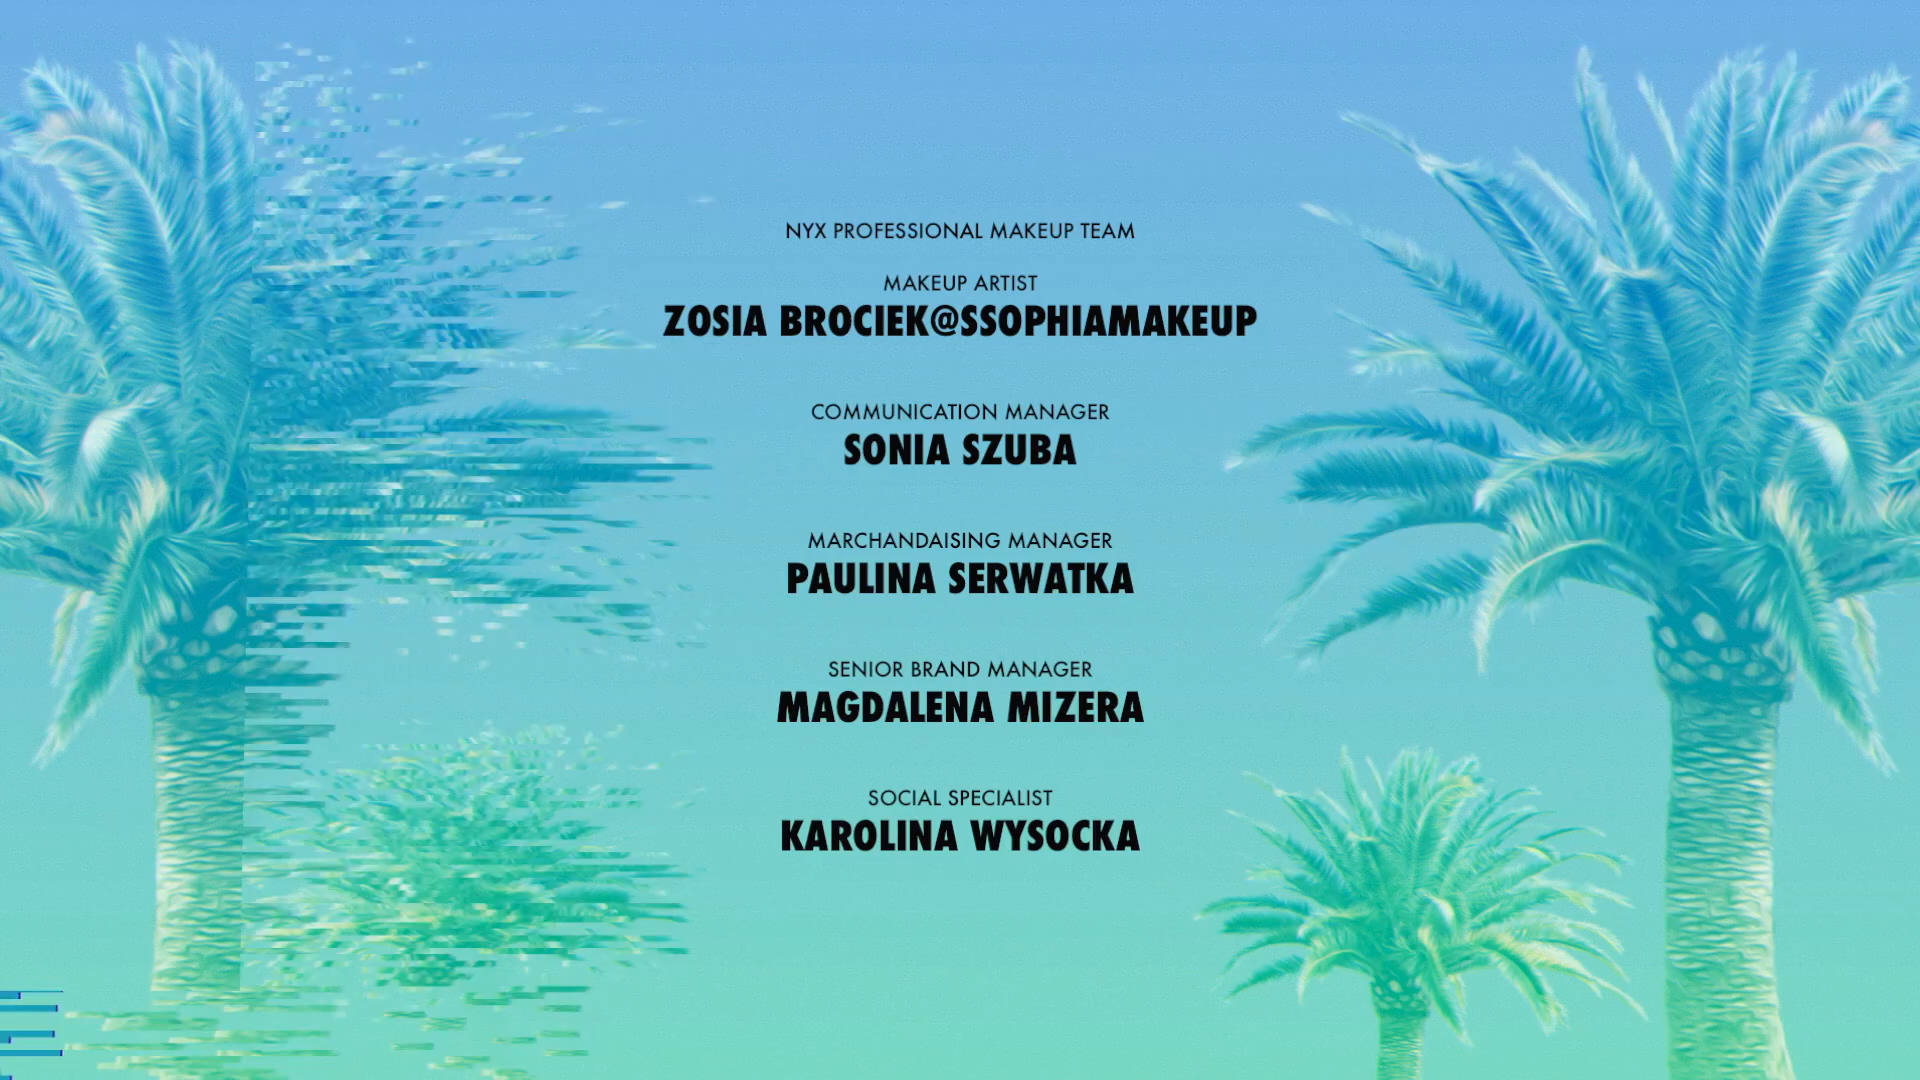 NYX PROFESSIONAL MAKEUP TEAM
MAKEUP ARTIST
ZOSIA BROCIEK@SSOPHIAMAKEUP
COMMUNICATION MANAGER
SONIA SZUBA
MARCHANDAISING MANAGER
PAULINA SERWATKA
SENIOR BRAND MANAGER
MAGDALENA MIZERA
SOCIAL SPECIALIST
KAROLINA WYSOCKA